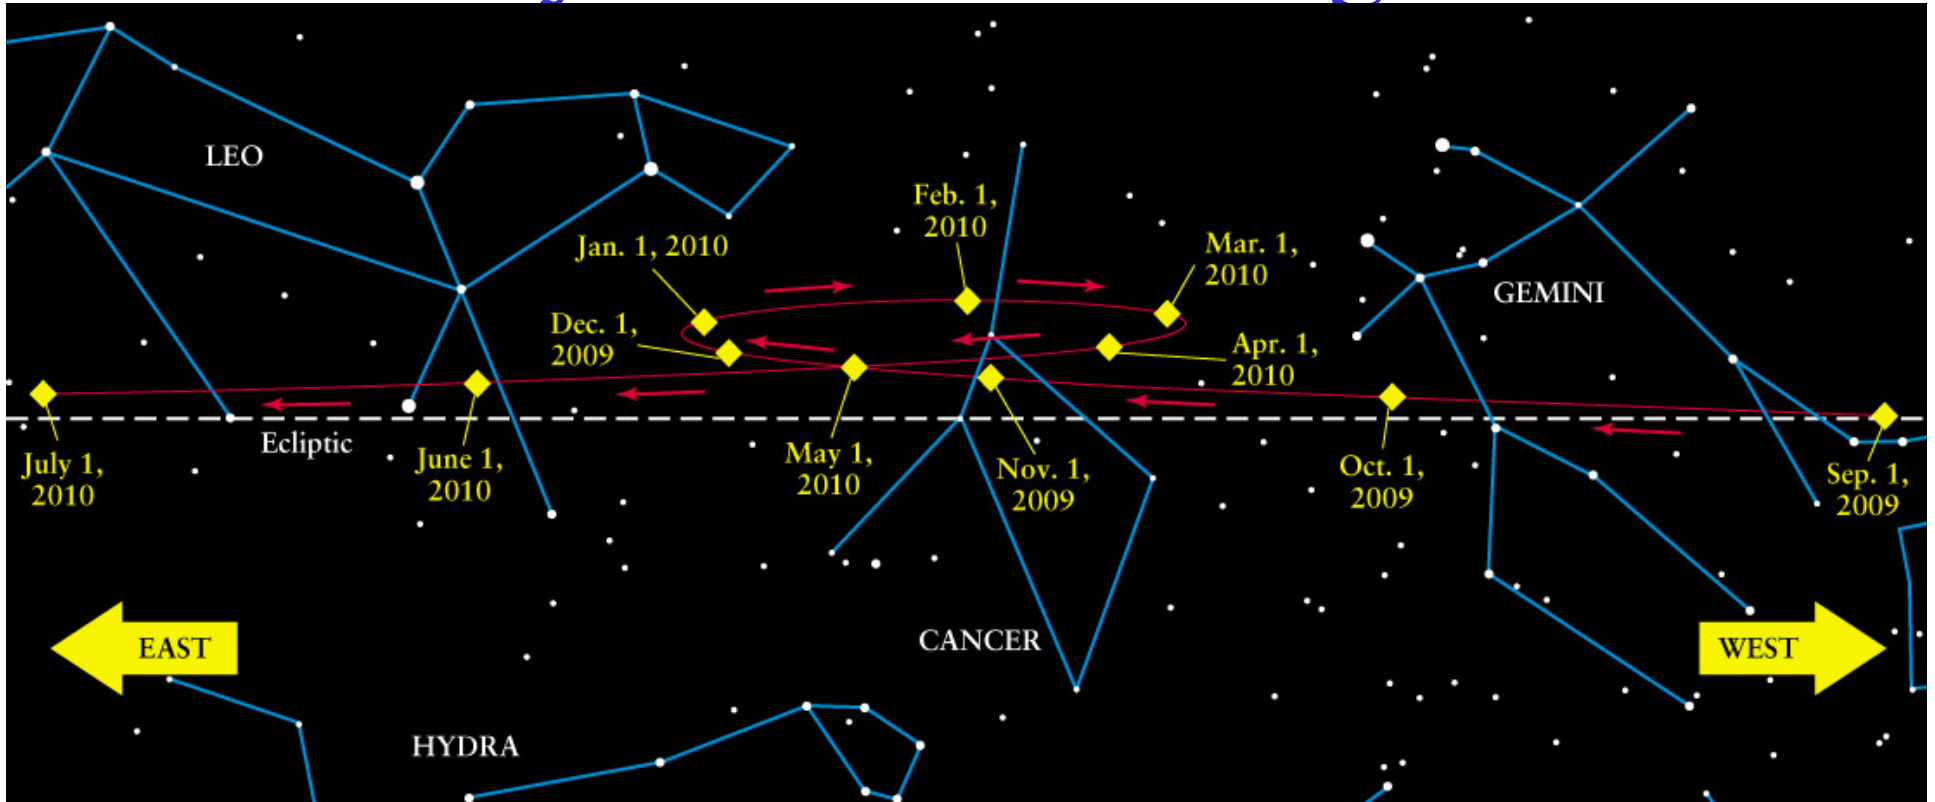 LEO
Feb. 1,
2010
Jan. 1, 2010
Mar. 1,
2010
GEMINI
Dec. 1,
2009
Apr. 1,
2010
Ecliptic
July 1,
2010
June 1,
2010
May 1,
2010
Nov. 1,
2009
Oct. 1,
2009
Sep. 1,
2009
EAST
CANCER
WEST
HYDRA